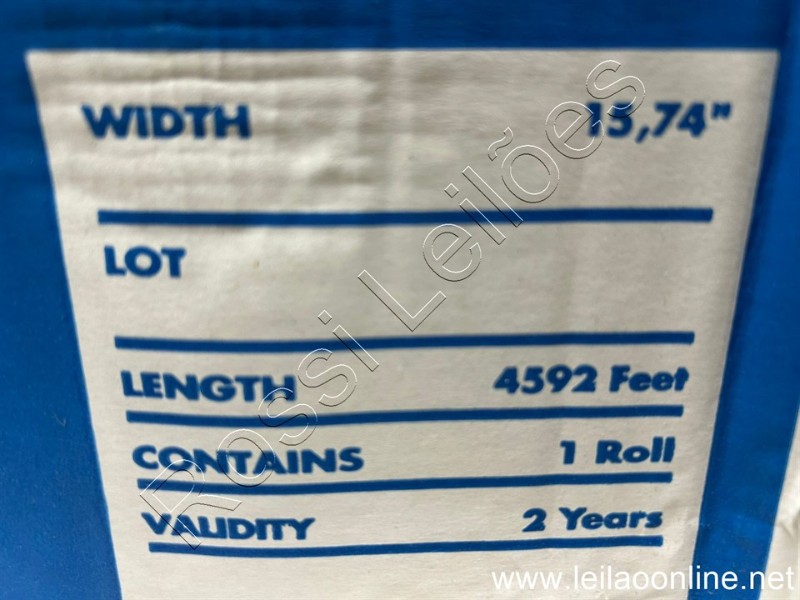 WIDTH 15,74"
LOT
LENGTH 4592 Feet
CONTAINS 1 Roll
VALIDITY 2 Years
Rossi Leilões
www.leilaoonline.net